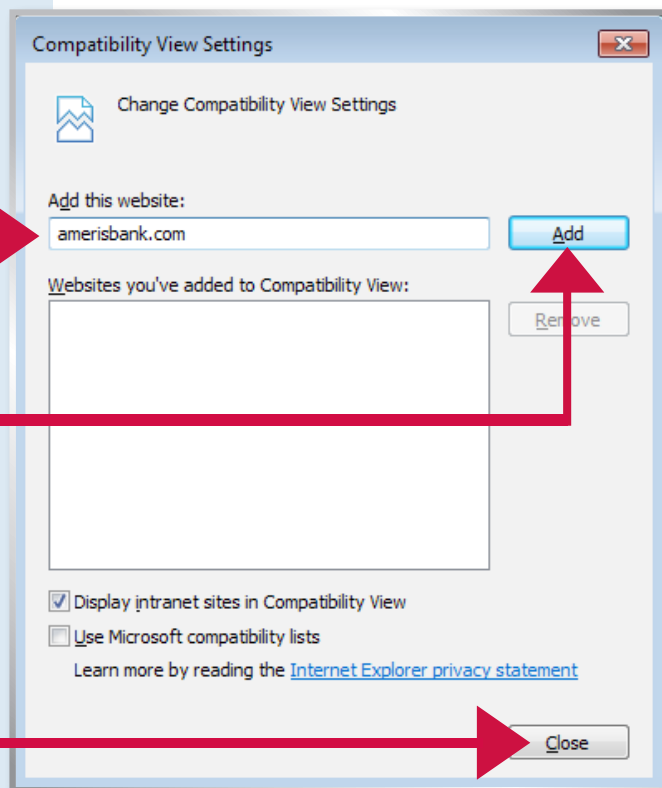 Compatibility View Settings
Change Compatibility View Settings
Add this website:
amerisbank.com
Add
Websites you've added to Compatibility View:
Remove
Display intranet sites in Compatibility View
Use Microsoft compatibility lists
Learn more by reading the Internet Explorer privacy statement
Close